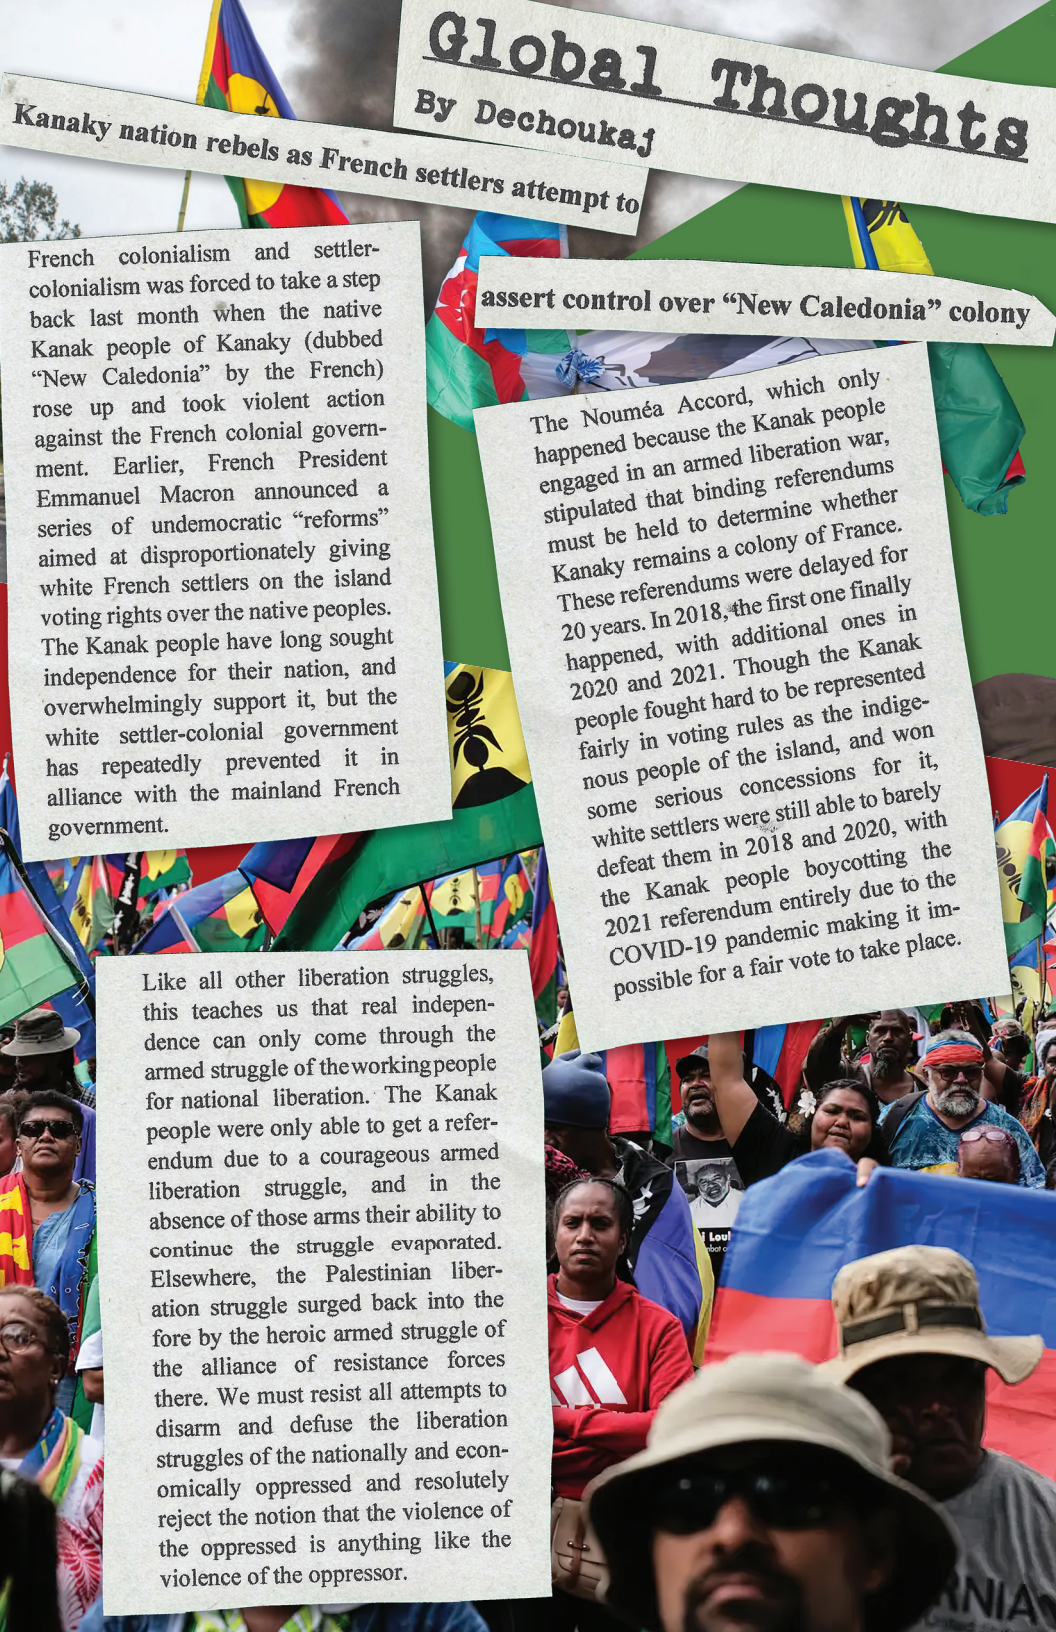 Global Thoughts
By Dechoukaj
Kanaky nation rebels as French settlers attempt to
assert control over “New Caledonia” colony
French colonialism and settler-
colonialism was forced to take a step
back last month when the native
Kanak people of Kanaky (dubbed
“New Caledonia” by the French)
rose up and took violent action
against the French colonial govern-
ment. Earlier, French President
Emmanuel Macron announced a
series of undemocratic “reforms”
aimed at disproportionately giving
white French settlers on the island
voting rights over the native peoples.
The Kanak people have long sought
independence for their nation, and
overwhelmingly support it, but the
white settler-colonial government
has repeatedly prevented it in
alliance with the mainland French
government.
The Nouméa Accord, which only
happened because the Kanak people
engaged in an armed liberation war,
stipulated that binding referendums
must be held to determine whether
Kanaky remains a colony of France.
These referendums were delayed for
20 years. In 2018, the first one finally
happened, with additional ones in
2020 and 2021. Though the Kanak
people fought hard to be represented
fairly in voting rules as the indige-
nous people of the island, and won
some serious concessions for it,
white settlers were still able to barely
defeat them in 2018 and 2020, with
the Kanak people boycotting the
2021 referendum entirely due to the
COVID-19 pandemic making it im-
possible for a fair vote to take place.
Like all other liberation struggles,
this teaches us that real indepen-
dence can only come through the
armed struggle of the working people
for national liberation. The Kanak
people were only able to get a refer-
endum due to a courageous armed
liberation struggle, and in the
absence of those arms their ability to
continue the struggle evaporated.
Elsewhere, the Palestinian liber-
ation struggle surged back into the
fore by the heroic armed struggle of
the alliance of resistance forces
there. We must resist all attempts to
disarm and defuse the liberation
struggles of the nationally and econ-
omically oppressed and resolutely
reject the notion that the violence of
the oppressed is anything like the
violence of the oppressor.